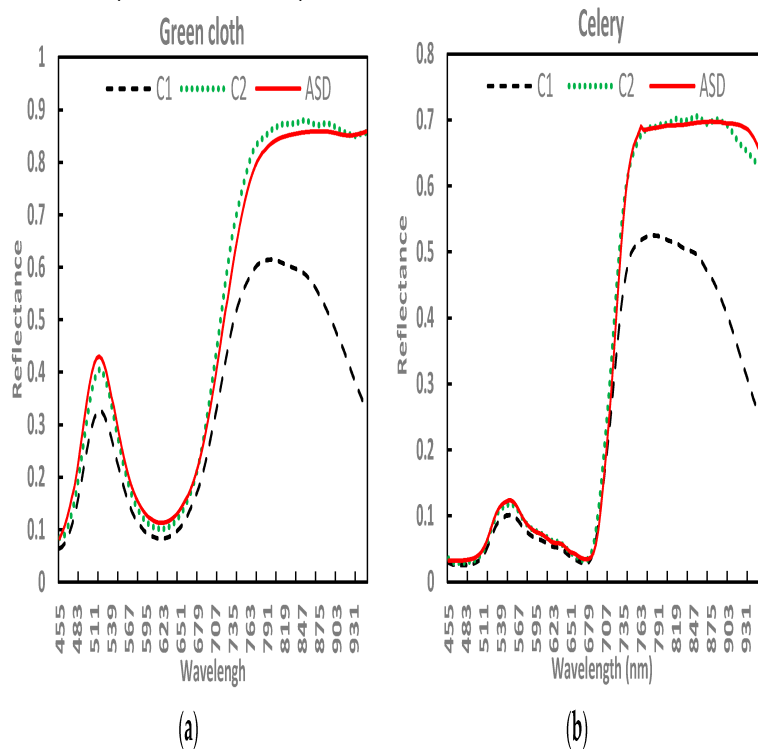 Green cloth
C1 C2 ASD
Reflectance
1
0.9
0.8
0.7
0.6
0.5
0.4
0.3
0.2
0.1
0
455 483 511 539 567 595 623 651 679 707 735 763 791 819 847 875 903 931
Wavelengh
(a)
Celery
C1 C2 ASD
Reflectance
0.8
0.7
0.6
0.5
0.4
0.3
0.2
0.1
0
455 483 511 539 567 595 623 651 679 707 735 763 791 819 847 875 903 931
Wavelength (nm)
(b)